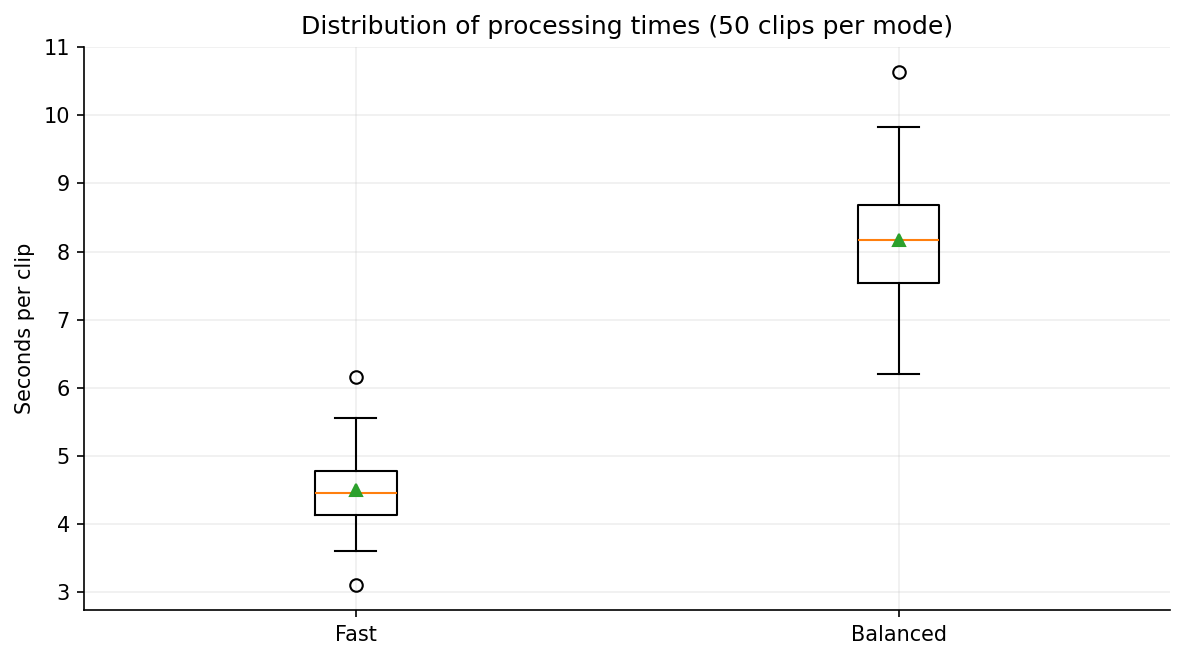 Distribution of processing times (50 clips per mode)
Seconds per clip
11
10
9
8
7
6
5
4
3
Fast
Balanced